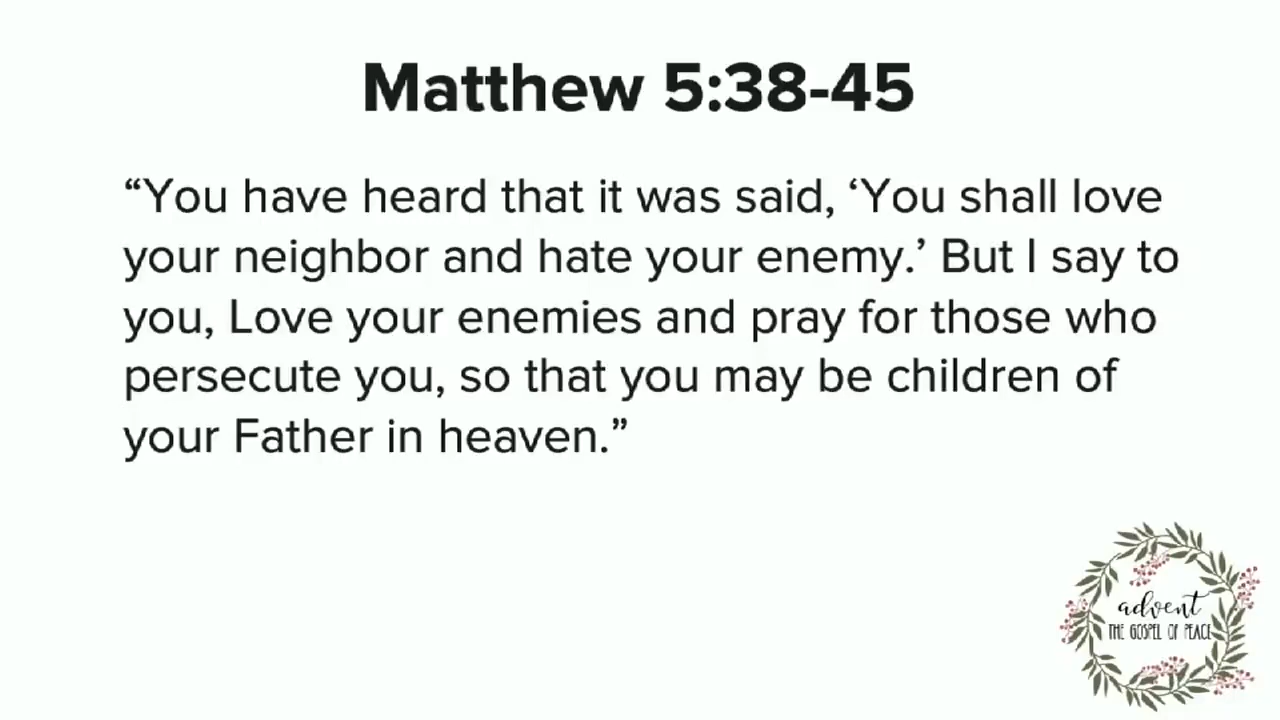 Matthew 5:38-45
“You have heard that it was said, ‘You shall love
your neighbor and hate your enemy.’ But I say to
you, Love your enemies and pray for those who
persecute you, so that you may be children of
your Father in heaven.”
advent
THE GOSPEL OF PEACE